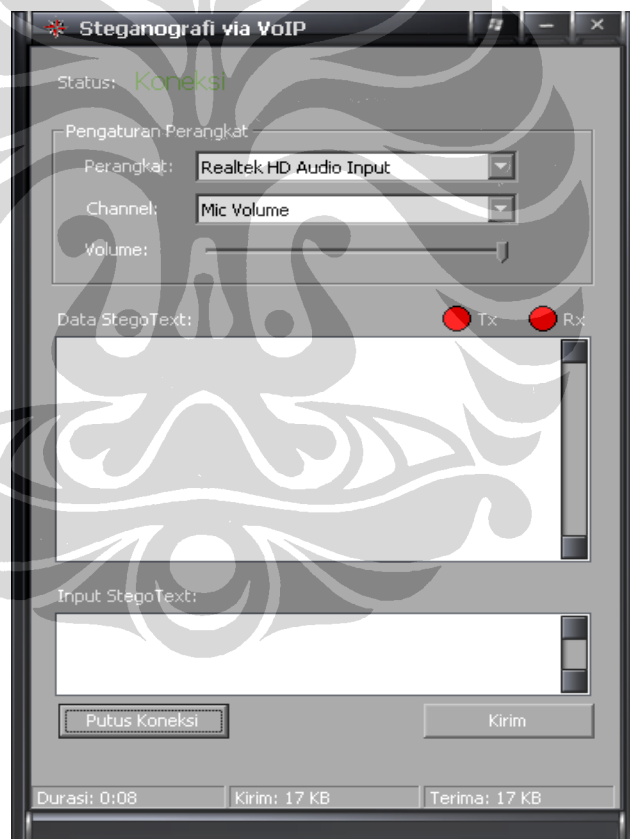 Steganografi via VoIP
Status: Koneksi
Pengaturan Perangkat
Perangkat: Realtek HD Audio Input
Channel: Mic Volume
Volume:
Data StegoText: Tx Rx
Input StegoText:
Putus Koneksi Kirim
Durasi: 0:08 Kirim: 17 KB Terima: 17 KB